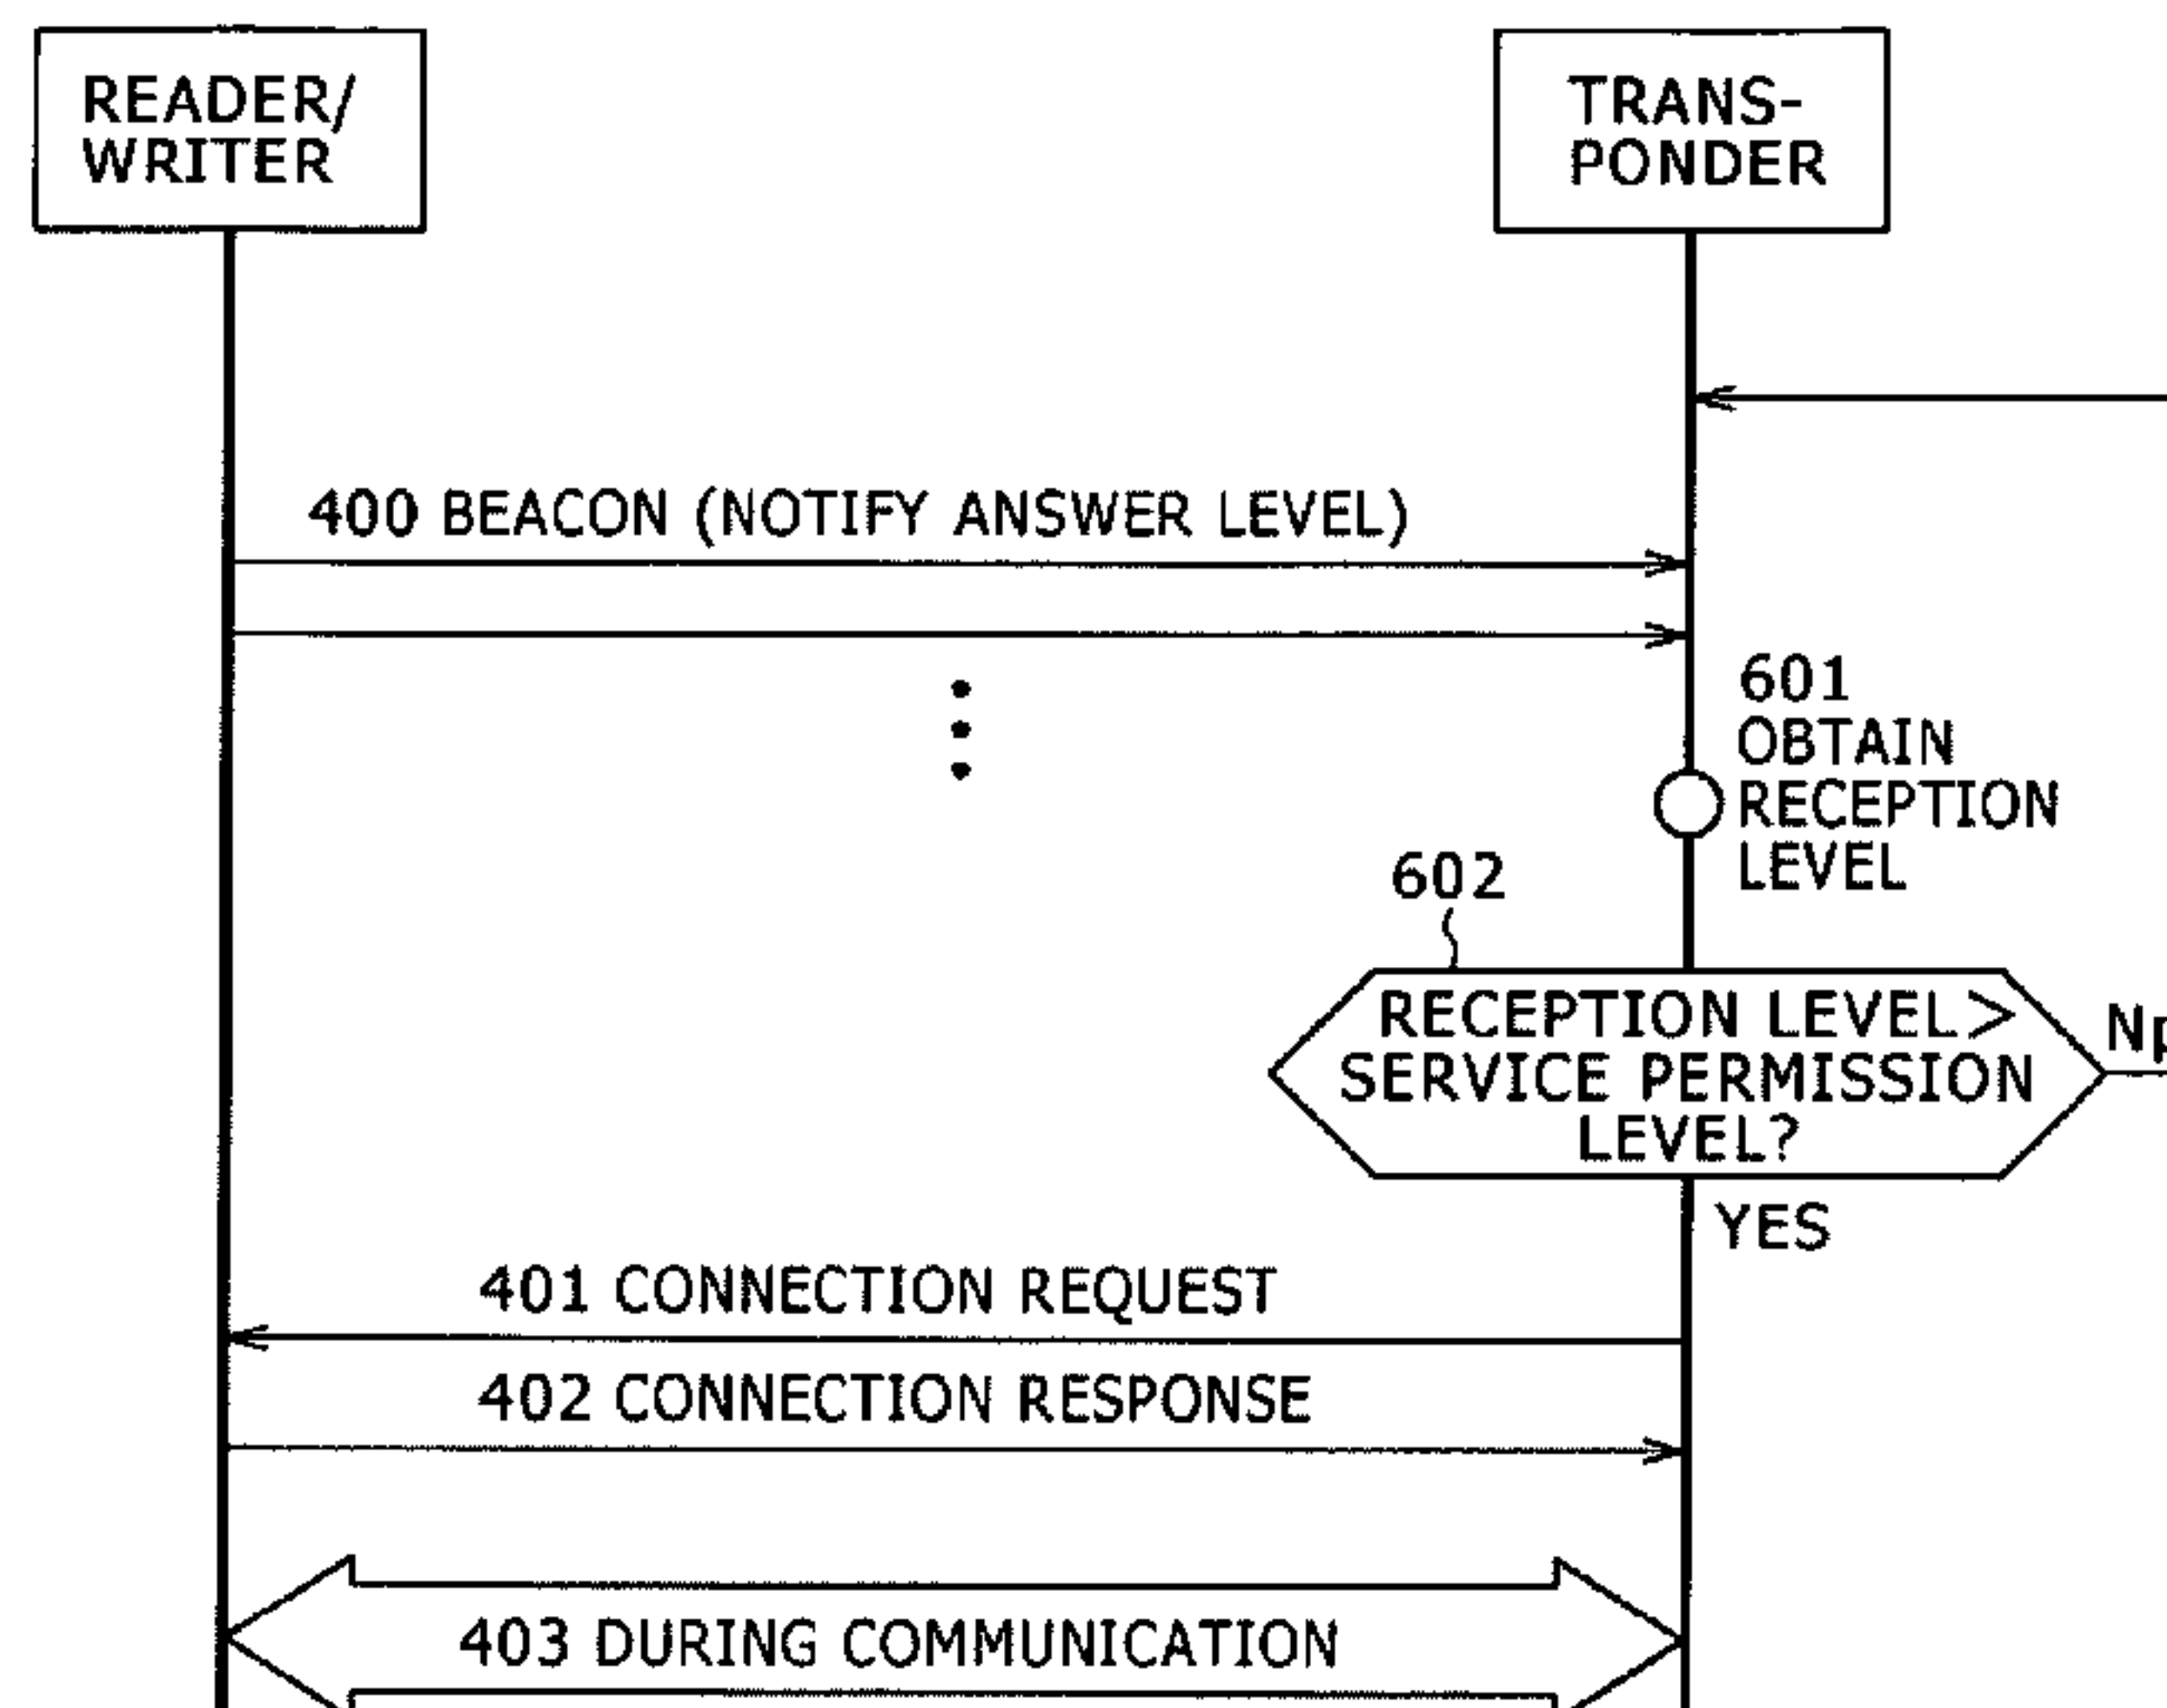 READER/
WRITER
TRANS-
PONDER
400 BEACON (NOTIFY ANSWER LEVEL)
601
OBTAIN
RECEPTION
LEVEL
602
RECEPTION LEVEL>
SERVICE PERMISSION
LEVEL?
YES
401 CONNECTION REQUEST
402 CONNECTION RESPONSE
403 DURING COMMUNICATION